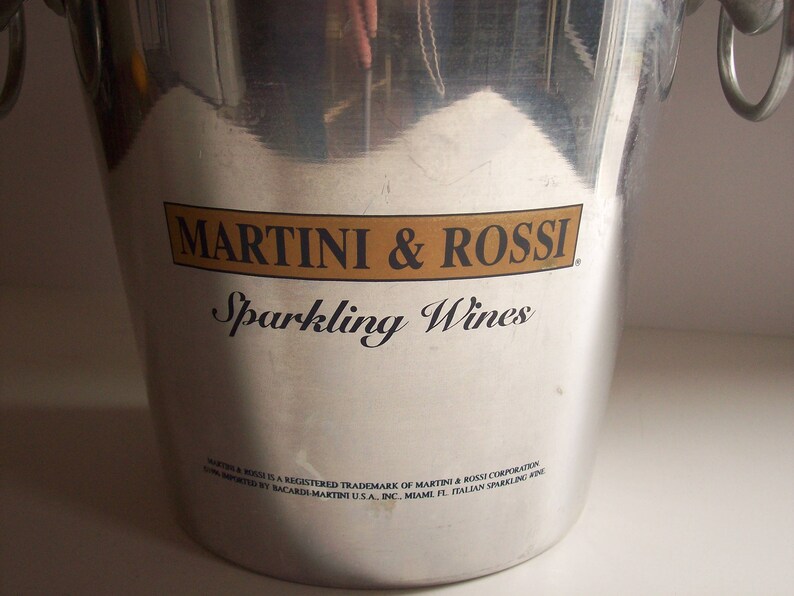 MARTINI & ROSSI®
Sparkling Wines
MARTINI & ROSSI IS A REGISTERED TRADEMARK OF MARTINI & ROSSI CORPORATION.
©1996 IMPORTED BY BACARDI-MARTINI U.S.A., INC., MIAMI, FL. ITALIAN SPARKLING WINE